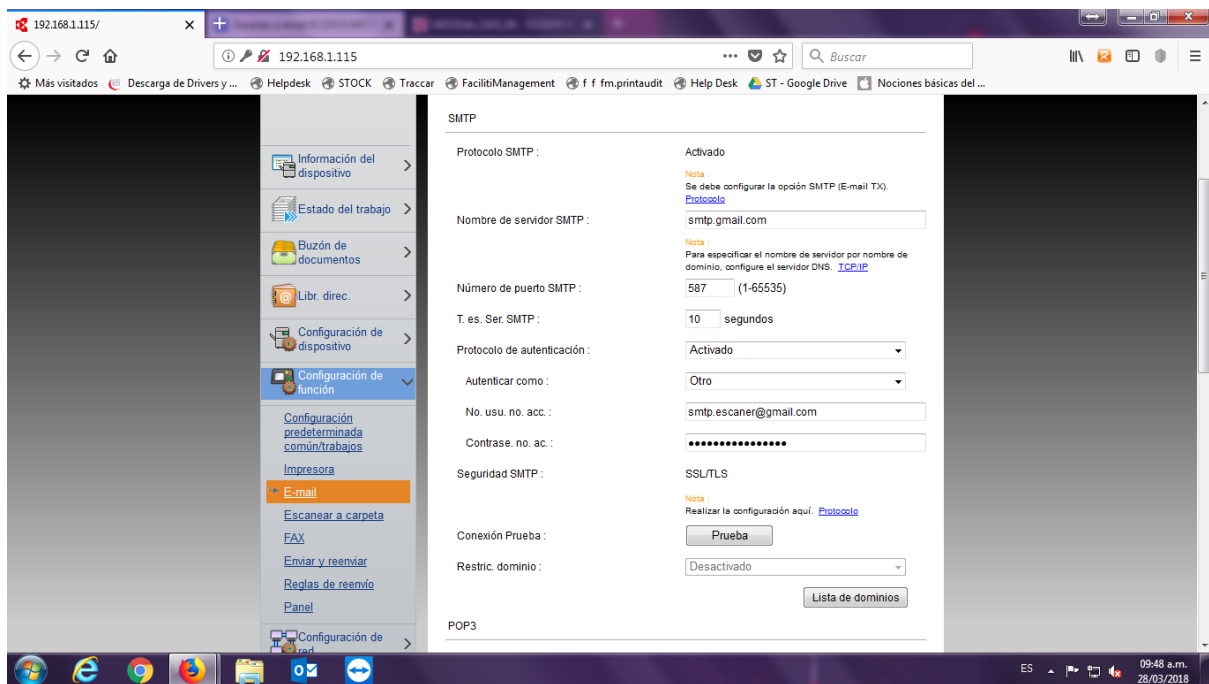 192.168.1.115/
192.168.1.115
Buscar
Más visitados
Descarga de Drivers y ...
Helpdesk
STOCK
Traccar
FacilitiManagement
f f fm.printaudit
Help Desk
ST - Google Drive
Nociones básicas del ...
Información del
dispositivo
Estado del trabajo
Buzón de
documentos
Libr. direc.
Configuración de
dispositivo
Configuración de
función
Configuración
predeterminada
común/trabajos
Impresora
E-mail
Escanear a carpeta
FAX
Enviar y reenviar
Reglas de reenvío
Panel
Configuración de
red
SMTP
Protocolo SMTP :
Activado
Nota :
Se debe configurar la opción SMTP (E-mail TX).
Protocolo
Nombre de servidor SMTP :
smtp.gmail.com
Nota :
Para especificar el nombre de servidor por nombre de
dominio, configure el servidor DNS. TCP/IP
Número de puerto SMTP :
587 (1-65535)
T. es. Ser. SMTP :
10 segundos
Protocolo de autenticación :
Activado
Autenticar como :
Otro
No. usu. no. acc. :
smtp.escaner@gmail.com
Contrase. no. ac. :
Seguridad SMTP :
SSL/TLS
Nota :
Realizar la configuración aquí. Protocolo
Conexión Prueba :
Prueba
Restric. dominio :
Desactivado
Lista de dominios
POP3
ES
09:48 a.m.
28/03/2018